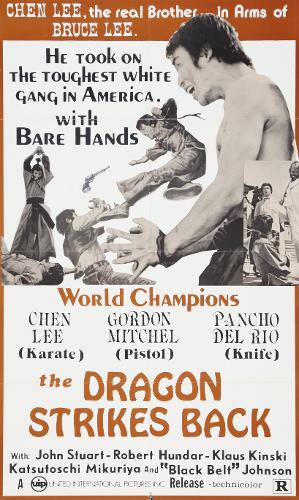 CHEN LEE, the real Brother...in Arms of
BRUCE LEE.
HE TOOK ON
THE TOUGHEST WHITE
GANG IN AMERICA.
with
BARE HANDS
World Champions
CHEN
LEE
(Karate)
GORDON
MITCHEL
(Pistol)
PANCHO
DEL RIO
(Knife)
the DRAGON
STRIKES BACK
With John Stuart-Robert Hundar-Klaus Kinski
Katsutoschi Mikuriya and "Black Belt" Johnson
A uip UNITED INTERNATIONAL PICTURES INC. Release -technicolor- R